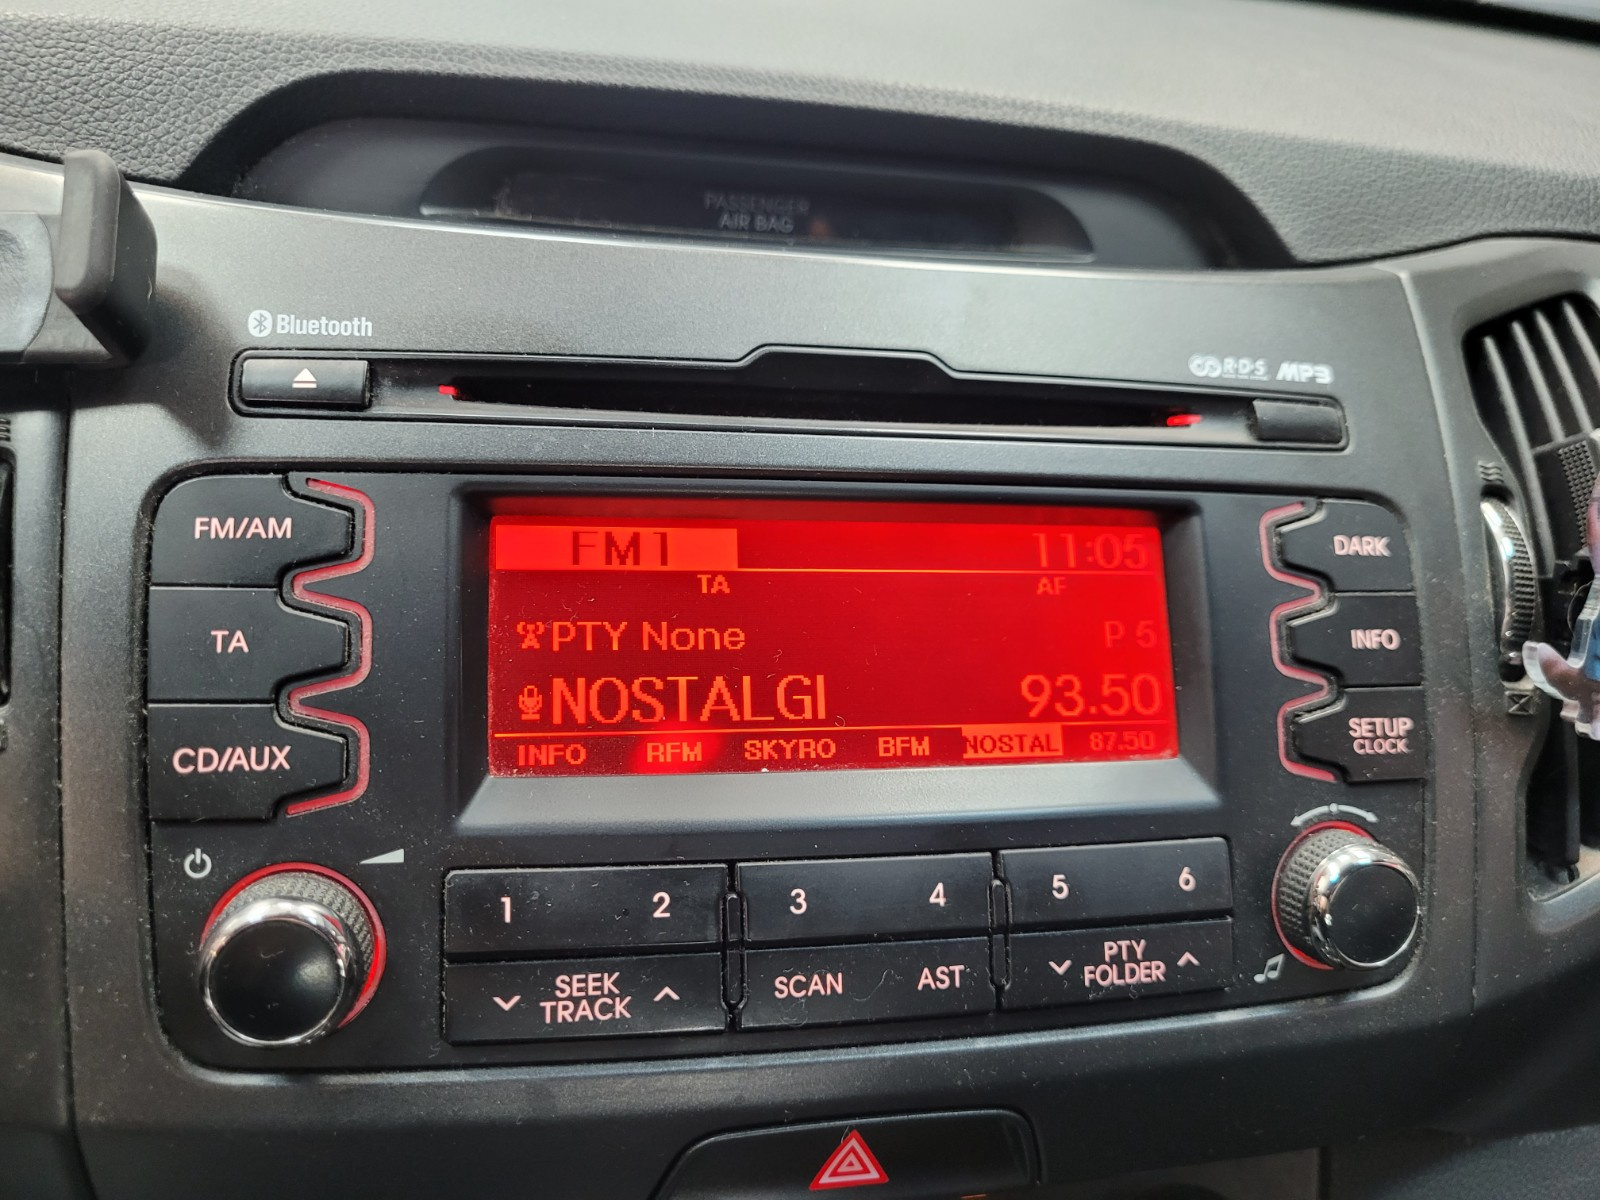 PASSENGER
AIR BAG
Bluetooth
R·D·S MP3
FM/AM
TA
CD/AUX
FM1 11:05
TA AF
PTY None P 5
NOSTALGI 93.50
INFO RFM SKYRO BFM NOSTAL 87.50
DARK
INFO
SETUP
CLOCK
1 2 3 4 5 6
SEEK
TRACK
SCAN AST
PTY
FOLDER